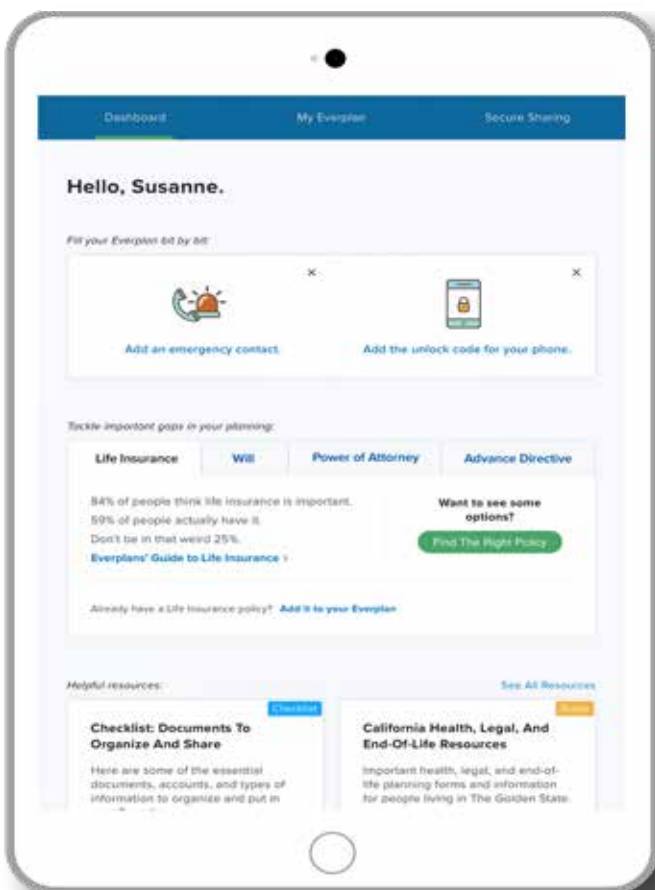 Dashboard My Everplan Secure Sharing
Hello, Susanne.
Fill your Everplan bit by bit:
× ×
Add an emergency contact. Add the unlock code for your phone.
Tackle important gaps in your planning:
Life Insurance Will Power of Attorney Advance Directive
84% of people think life insurance is important.
59% of people actually have it.
Don't be in that weird 25%.
Everplans' Guide to Life Insurance ›
Want to see some
options?
Find The Right Policy
Already have a Life Insurance policy? Add it to your Everplan
Helpful resources: See All Resources
Checklist
Checklist: Documents To
Organize And Share
Here are some of the essential
documents, accounts, and types of
information to organize and put in
California Health, Legal, And
End-Of-Life Resources
Important health, legal, and end-of-
life planning forms and information
for people living in The Golden State.